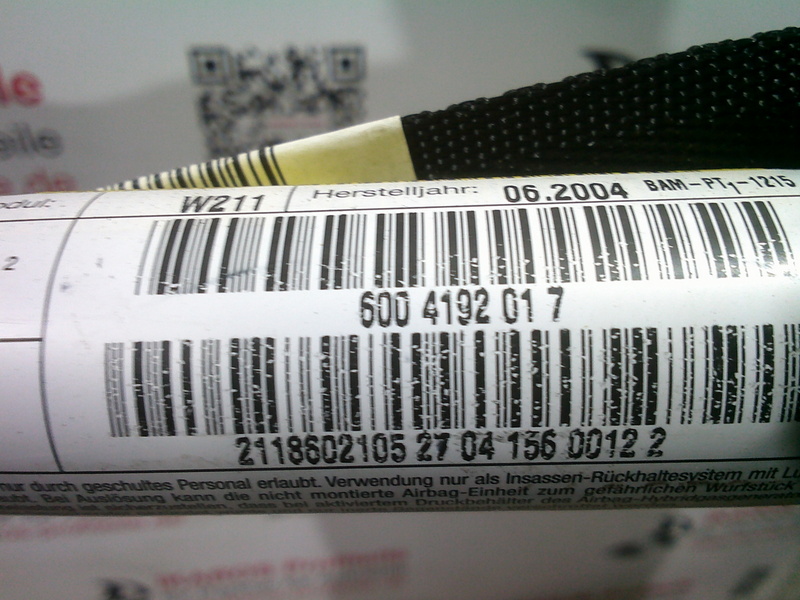 W211
Herstelljahr:
06.2004
BAM-PT1-1215
2
600 4192 01 7
2118602105 27 04 156 0012 2
nur durch geschultes Personal erlaubt. Verwendung nur als Insassen-Rückhaltesystem mit
Bei Auslösung kann die nicht montierte Airbag-Einheit zum gefährlichen Wurfstück